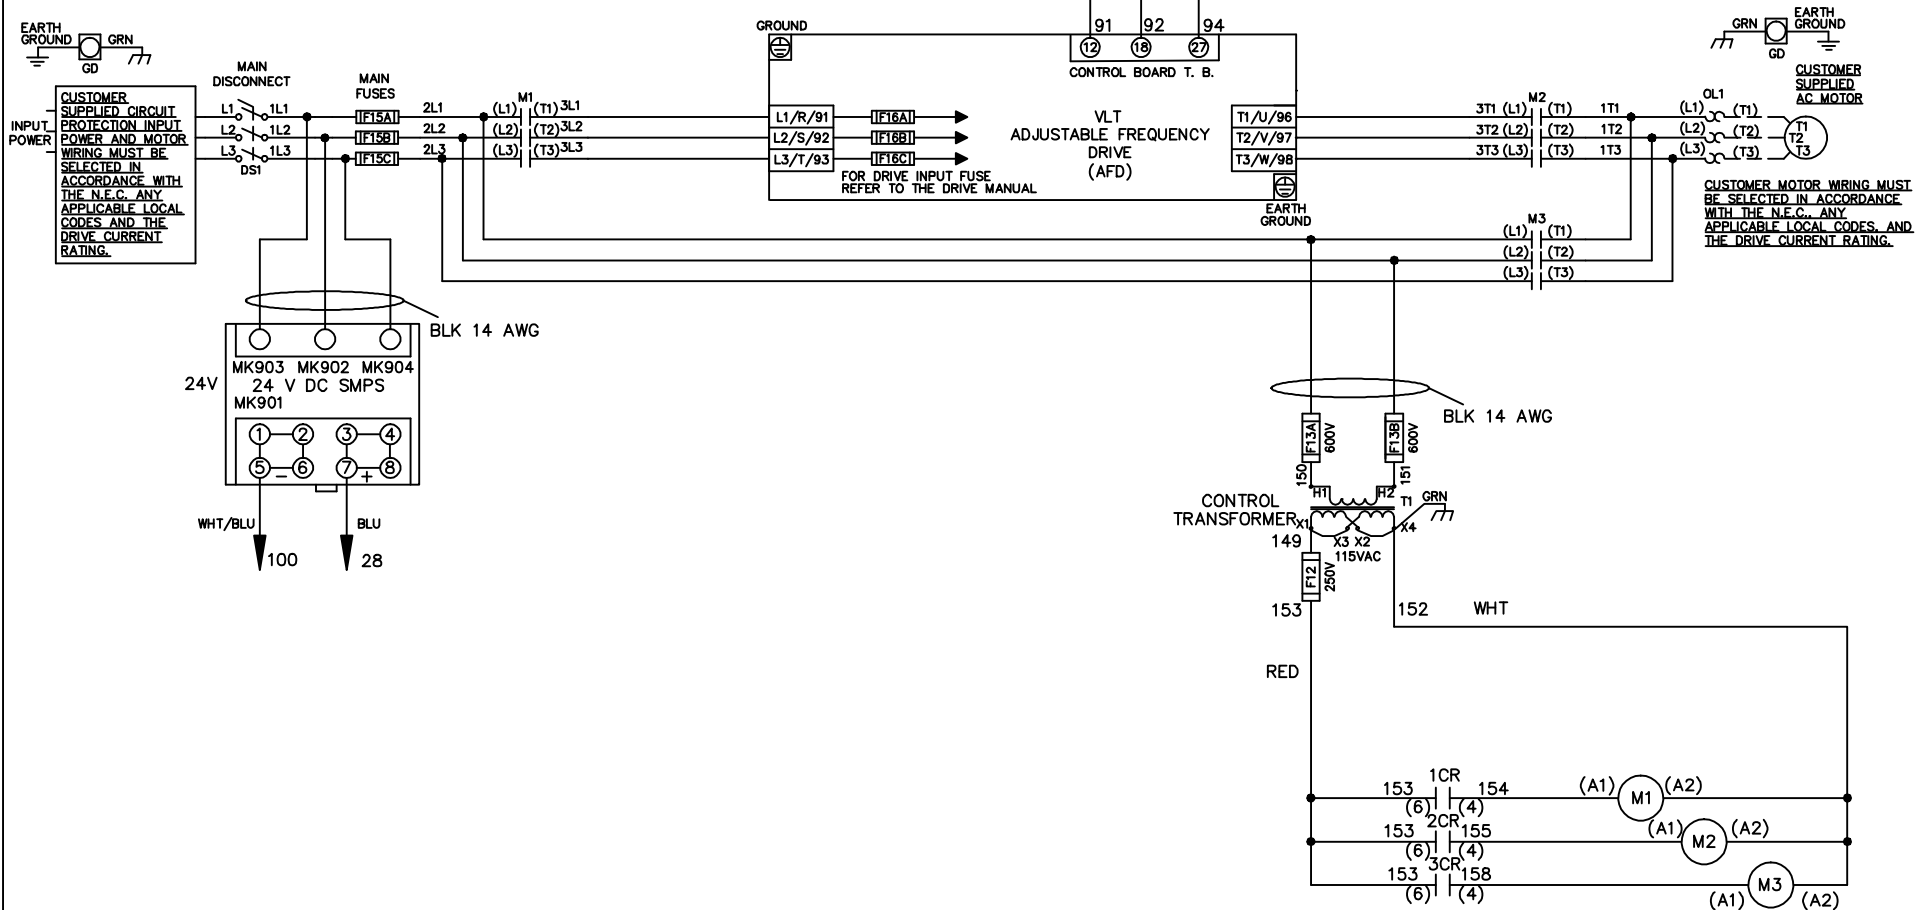 EARTH
GROUND
GRN
GD
MAIN
DISCONNECT
MAIN
FUSES
INPUT
POWER
CUSTOMER
SUPPLIED CIRCUIT
PROTECTION INPUT
POWER AND MOTOR
WIRING MUST BE
SELECTED IN
ACCORDANCE WITH
THE N.E.C. ANY
APPLICABLE LOCAL
CODES AND THE
DRIVE CURRENT
RATING.
L1 1L1 F15A 2L1 (L1) M1 (T1) 3L1
L2 1L2 F15B 2L2 (L2) (T2) 3L2
L3 1L3 F15C 2L3 (L3) (T3) 3L3
DS1
GROUND
91 92 94
12 18 27
CONTROL BOARD T. B.
L1/R/91 F16A
L2/S/92 F16B
L3/T/93 F16C
FOR DRIVE INPUT FUSE
REFER TO THE DRIVE MANUAL
VLT
ADJUSTABLE FREQUENCY
DRIVE
(AFD)
T1/U/96
T2/V/97
T3/W/98
EARTH
GROUND
M2
3T1 (L1) (T1) 1T1
3T2 (L2) (T2) 1T2
3T3 (L3) (T3) 1T3
M3
(L1) (T1)
(L2) (T2)
(L3) (T3)
GRN
EARTH
GROUND
GD
CUSTOMER
SUPPLIED
AC MOTOR
OL1
(L1) (T1) T1
(L2) (T2) T2
(L3) (T3) T3
CUSTOMER MOTOR WIRING MUST
BE SELECTED IN ACCORDANCE
WITH THE N.E.C., ANY
APPLICABLE LOCAL CODES, AND
THE DRIVE CURRENT RATING.
BLK 14 AWG
MK903 MK902 MK904
24V 24 V DC SMPS
MK901
1 2 3 4
5 6 7 8
− +
WHT/BLU BLU
100 28
BLK 14 AWG
F13A 600V F13B 600V
150 151
H1 H2
T1 GRN
CONTROL
TRANSFORMER
X1 X3 X2 X4
149 115VAC
F12 250V
153 152 WHT
RED
1CR
153 154 (A1) M1 (A2)
(6) (4)
2CR
153 155 (A1) M2 (A2)
(6) (4)
3CR
153 158 M3
(6) (4) (A1) (A2)